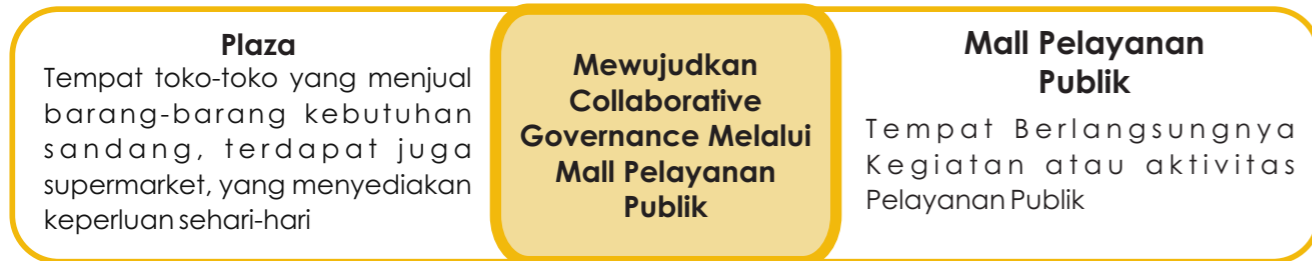 Plaza
Tempat toko-toko yang menjual
barang-barang kebutuhan
sandang, terdapat juga
supermarket, yang menyediakan
keperluan sehari-hari
Mewujudkan
Collaborative
Governance Melalui
Mall Pelayanan
Publik
Mall Pelayanan
Publik
Tempat Berlangsungnya
Kegiatan atau aktivitas
Pelayanan Publik